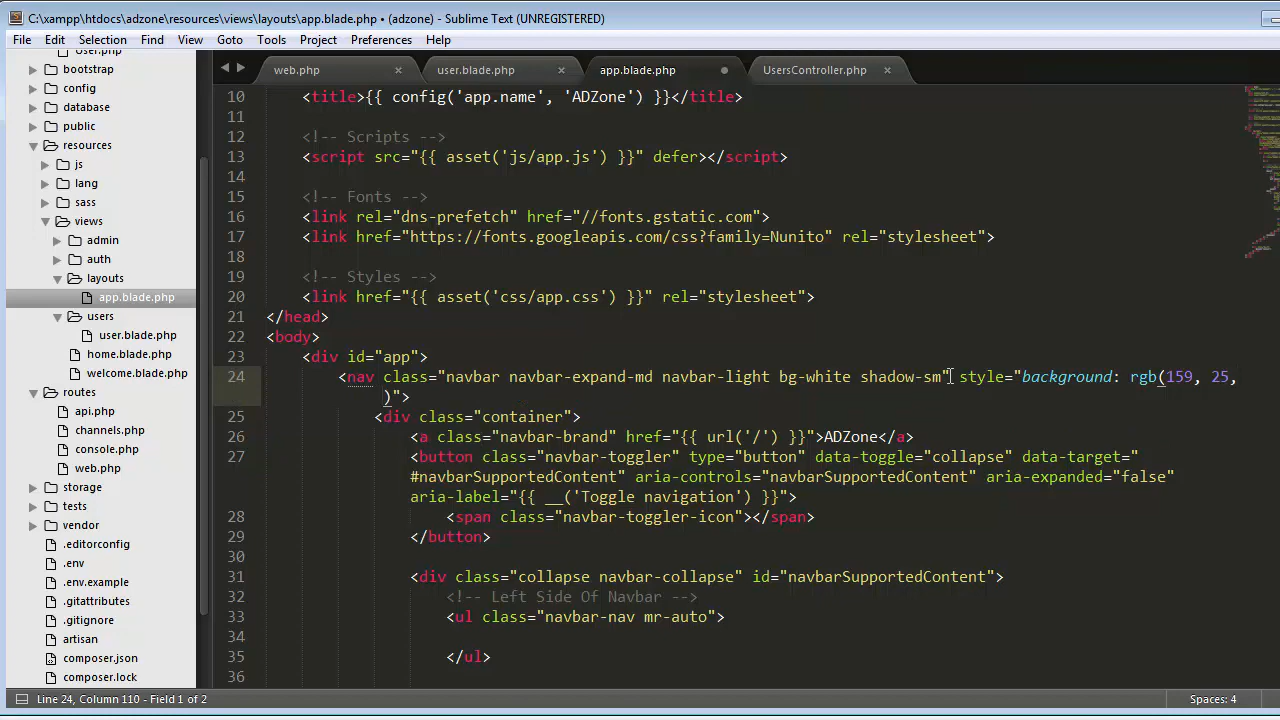 C:\xampp\htdocs\adzone\resources\views\layouts\app.blade.php • (adzone) - Sublime Text (UNREGISTERED)
File Edit Selection Find View Goto Tools Project Preferences Help
User.php
bootstrap
config
database
public
resources
js
lang
sass
views
admin
auth
layouts
app.blade.php
users
user.blade.php
home.blade.php
welcome.blade.php
routes
api.php
channels.php
console.php
web.php
storage
tests
vendor
.editorconfig
.env
.env.example
.gitattributes
.gitignore
artisan
composer.json
composer.lock
web.php × user.blade.php × app.blade.php • UsersController.php ×
10 <title>{{ config('app.name', 'ADZone') }}</title>
11
12 <!-- Scripts -->
13 <script src="{{ asset('js/app.js') }}" defer></script>
14
15 <!-- Fonts -->
16 <link rel="dns-prefetch" href="//fonts.gstatic.com">
17 <link href="https://fonts.googleapis.com/css?family=Nunito" rel="stylesheet">
18
19 <!-- Styles -->
20 <link href="{{ asset('css/app.css') }}" rel="stylesheet">
21 </head>
22 <body>
23 <div id="app">
24 <nav class="navbar navbar-expand-md navbar-light bg-white shadow-sm" style="background: rgb(159, 25,
)">
25 <div class="container">
26 <a class="navbar-brand" href="{{ url('/') }}">ADZone</a>
27 <button class="navbar-toggler" type="button" data-toggle="collapse" data-target="
#navbarSupportedContent" aria-controls="navbarSupportedContent" aria-expanded="false"
aria-label="{{ __('Toggle navigation') }}">
28 <span class="navbar-toggler-icon"></span>
29 </button>
30
31 <div class="collapse navbar-collapse" id="navbarSupportedContent">
32 <!-- Left Side Of Navbar -->
33 <ul class="navbar-nav mr-auto">
34
35 </ul>
36
Line 24, Column 110 - Field 1 of 2
Spaces: 4